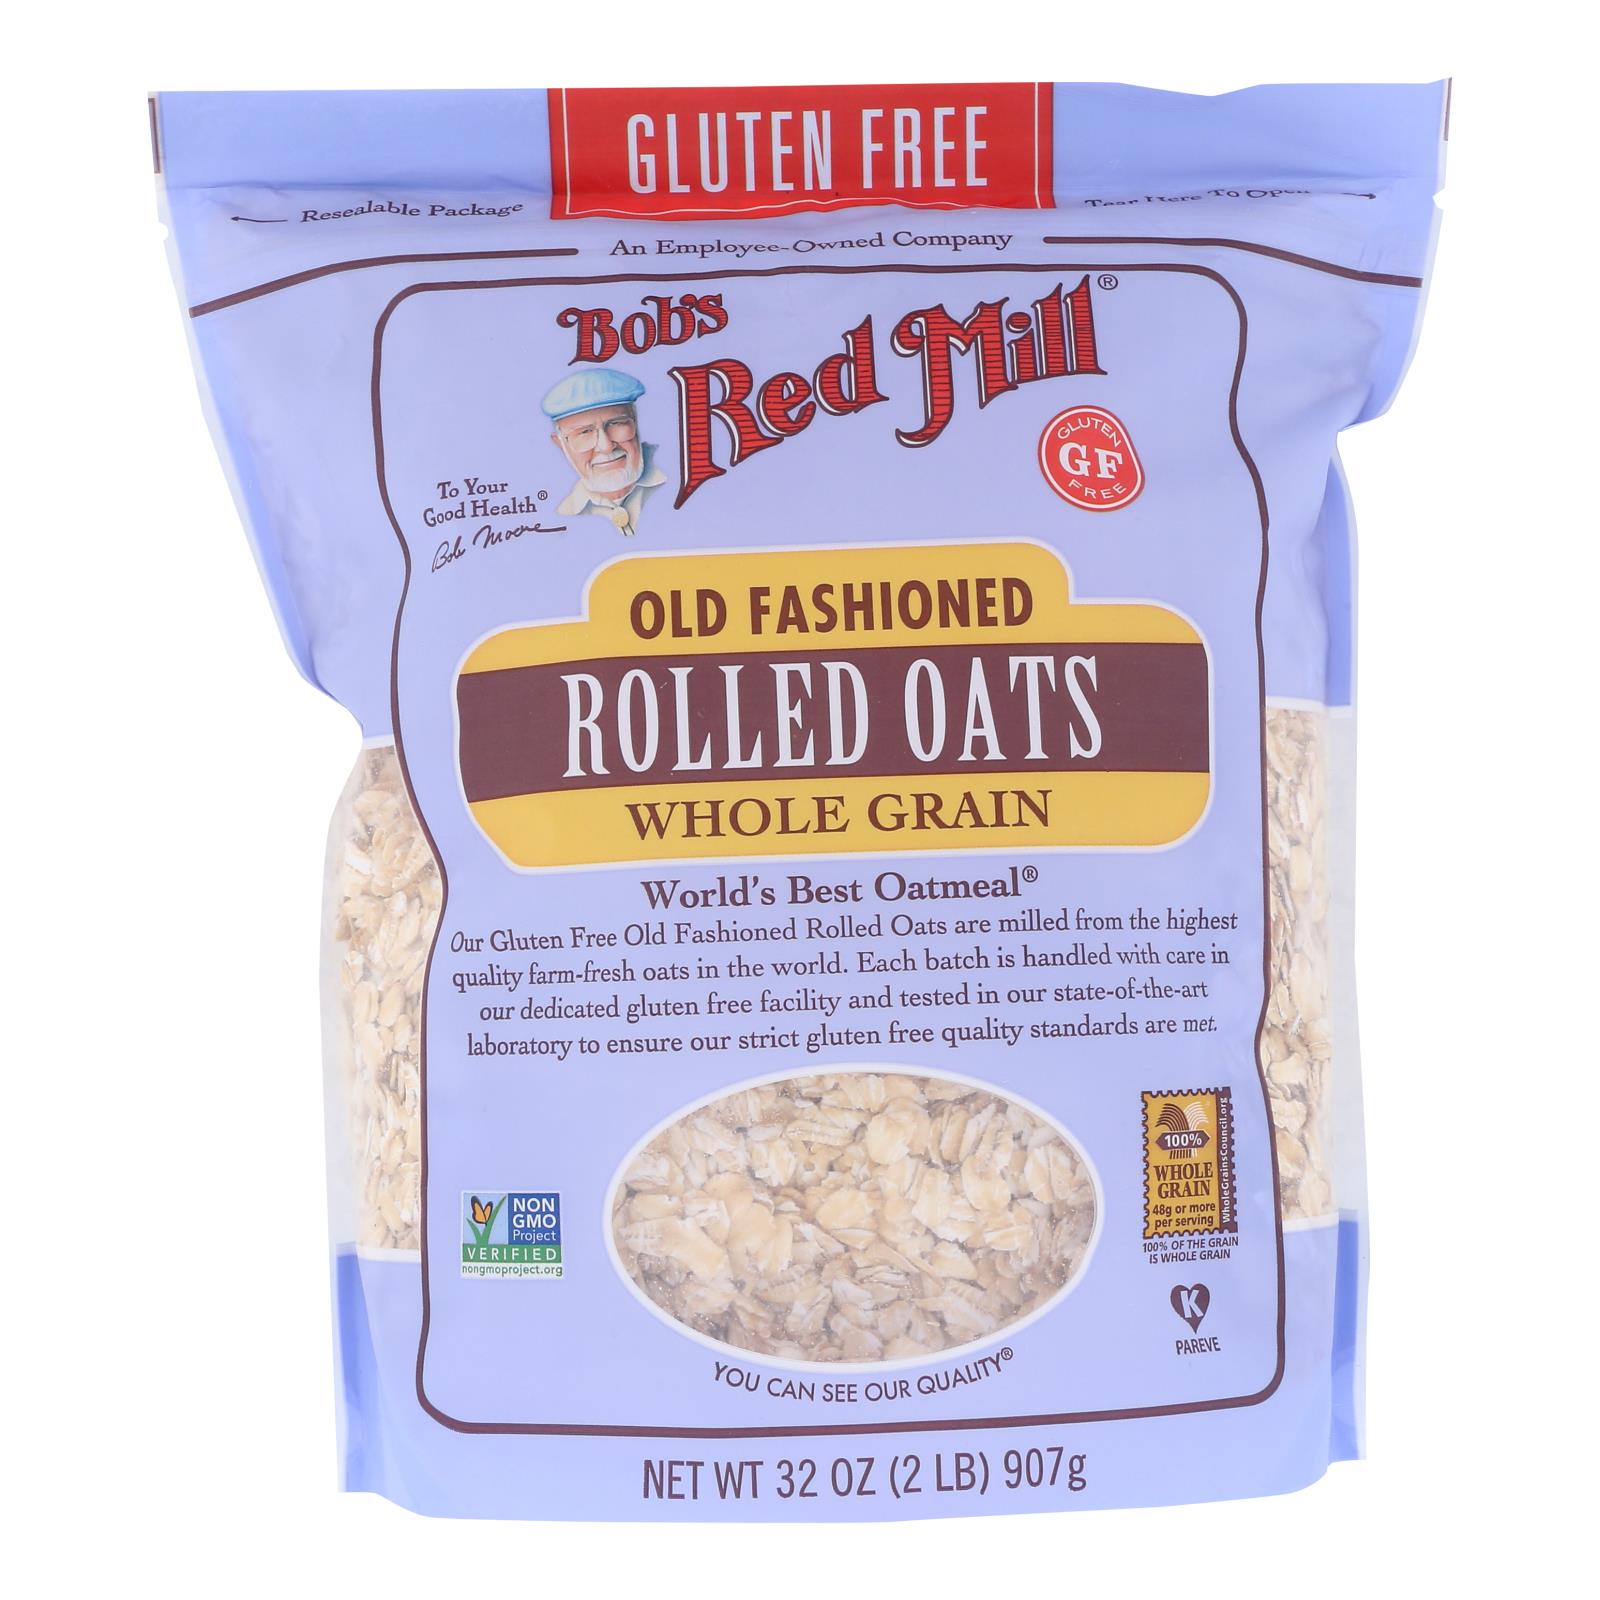 GLUTEN FREE
Resealable Package
Tear Here To Open
An Employee-Owned Company
Bob's
Red Mill®
GLUTEN
GF
FREE
To Your
Good Health®
Bob Moore
OLD FASHIONED
ROLLED OATS
WHOLE GRAIN
World's Best Oatmeal®
Our Gluten Free Old Fashioned Rolled Oats are milled from the highest
quality farm-fresh oats in the world. Each batch is handled with care in
our dedicated gluten free facility and tested in our state-of-the-art
laboratory to ensure our strict gluten free quality standards are met.
NON
GMO
Project
VERIFIED
nongmoproject.org
100%
WHOLE
GRAIN
48g or more
per serving
WholeGrainsCouncil.org
100% OF THE GRAIN
IS WHOLE GRAIN
K
PAREVE
YOU CAN SEE OUR QUALITY®
NET WT 32 OZ (2 LB) 907g